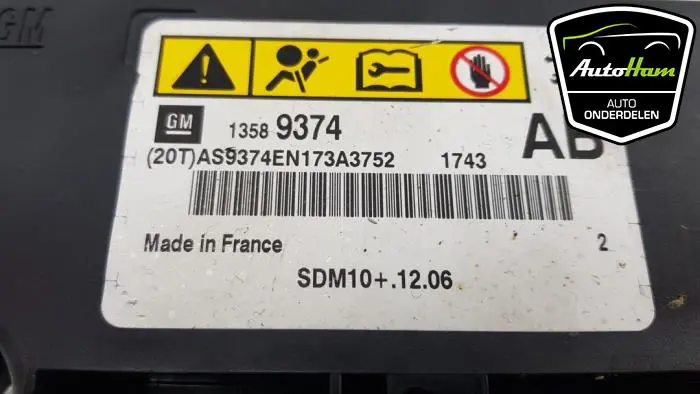 GM
AutoHam
AUTO
ONDERDELEN
GM
1358 9374
AB
(20T)AS9374EN173A3752 1743
Made in France 2
SDM10+.12.06